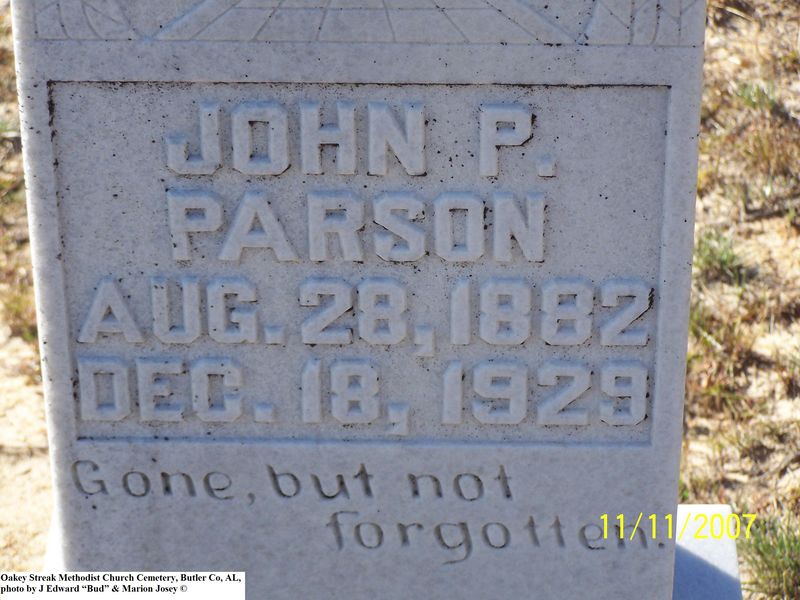 JOHN P.
PARSON
AUG. 28, 1882
DEC. 18, 1929
Gone, but not
forgotten.
11/11/2007
Oakey Streak Methodist Church Cemetery, Butler Co, AL,
photo by J Edward “Bud” & Marion Josey ©